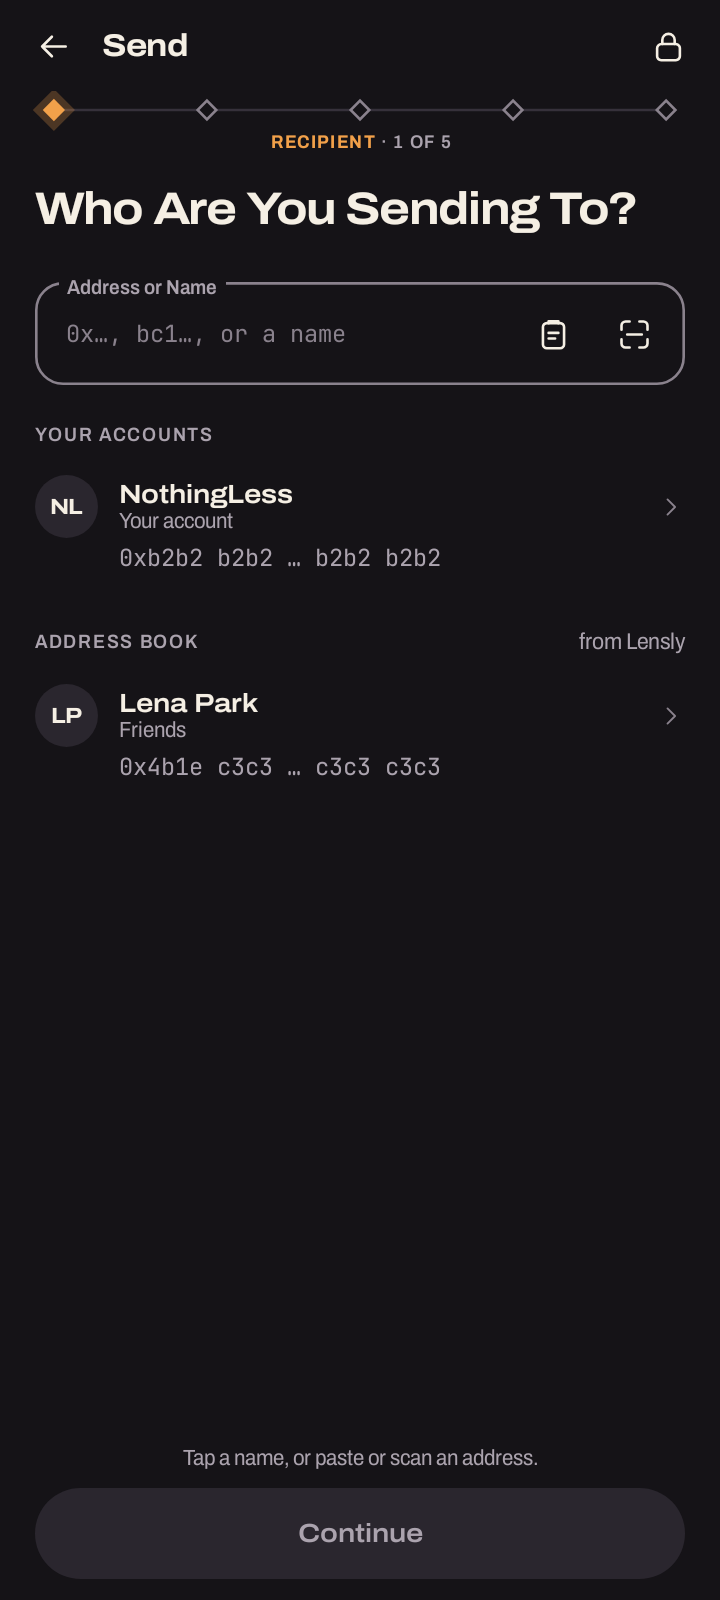 Send
RECIPIENT · 1 OF 5
Who Are You Sending To?
Address or Name
0x…, bc1…, or a name
YOUR ACCOUNTS
NL
NothingLess
Your account
0xb2b2 b2b2 … b2b2 b2b2
ADDRESS BOOK
from Lensly
LP
Lena Park
Friends
0x4b1e c3c3 … c3c3 c3c3
Tap a name, or paste or scan an address.
Continue